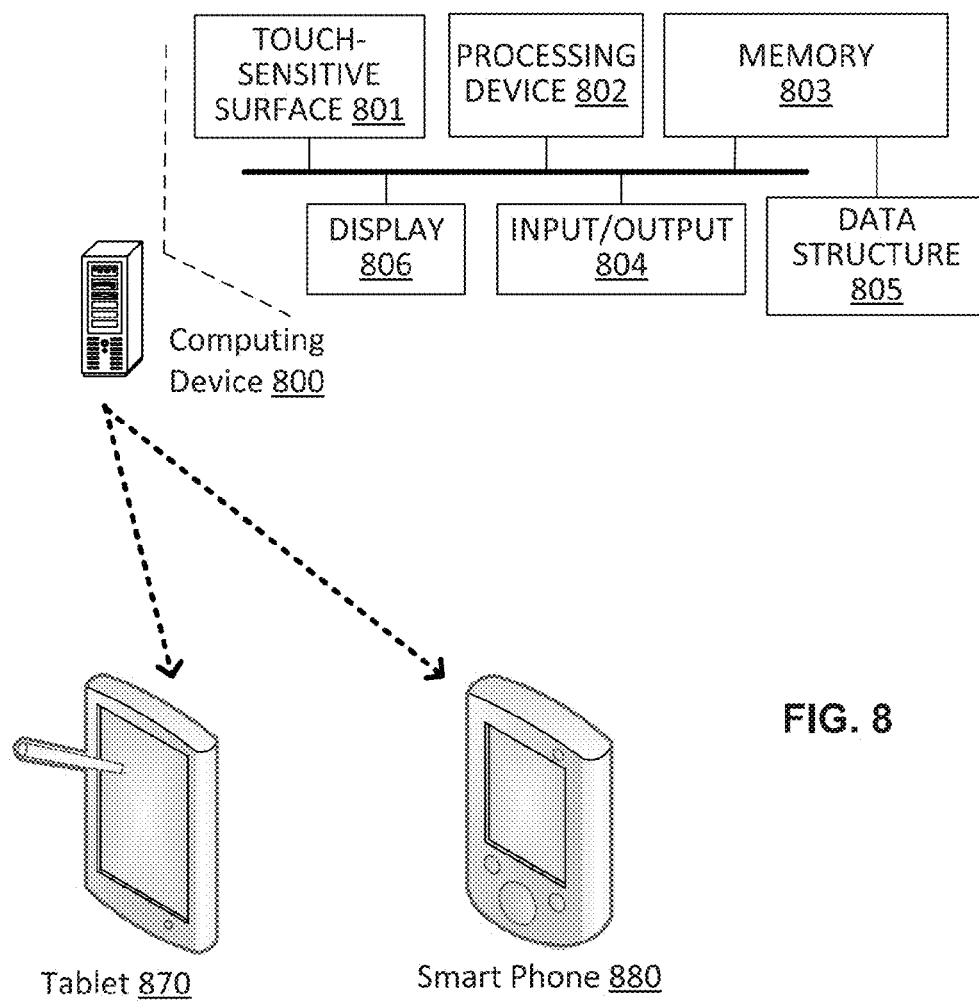 TOUCH-
SENSITIVE
SURFACE 801
PROCESSING
DEVICE 802
MEMORY
803
DISPLAY
806
INPUT/OUTPUT
804
DATA
STRUCTURE
805
Computing
Device 800
FIG. 8
Tablet 870
Smart Phone 880